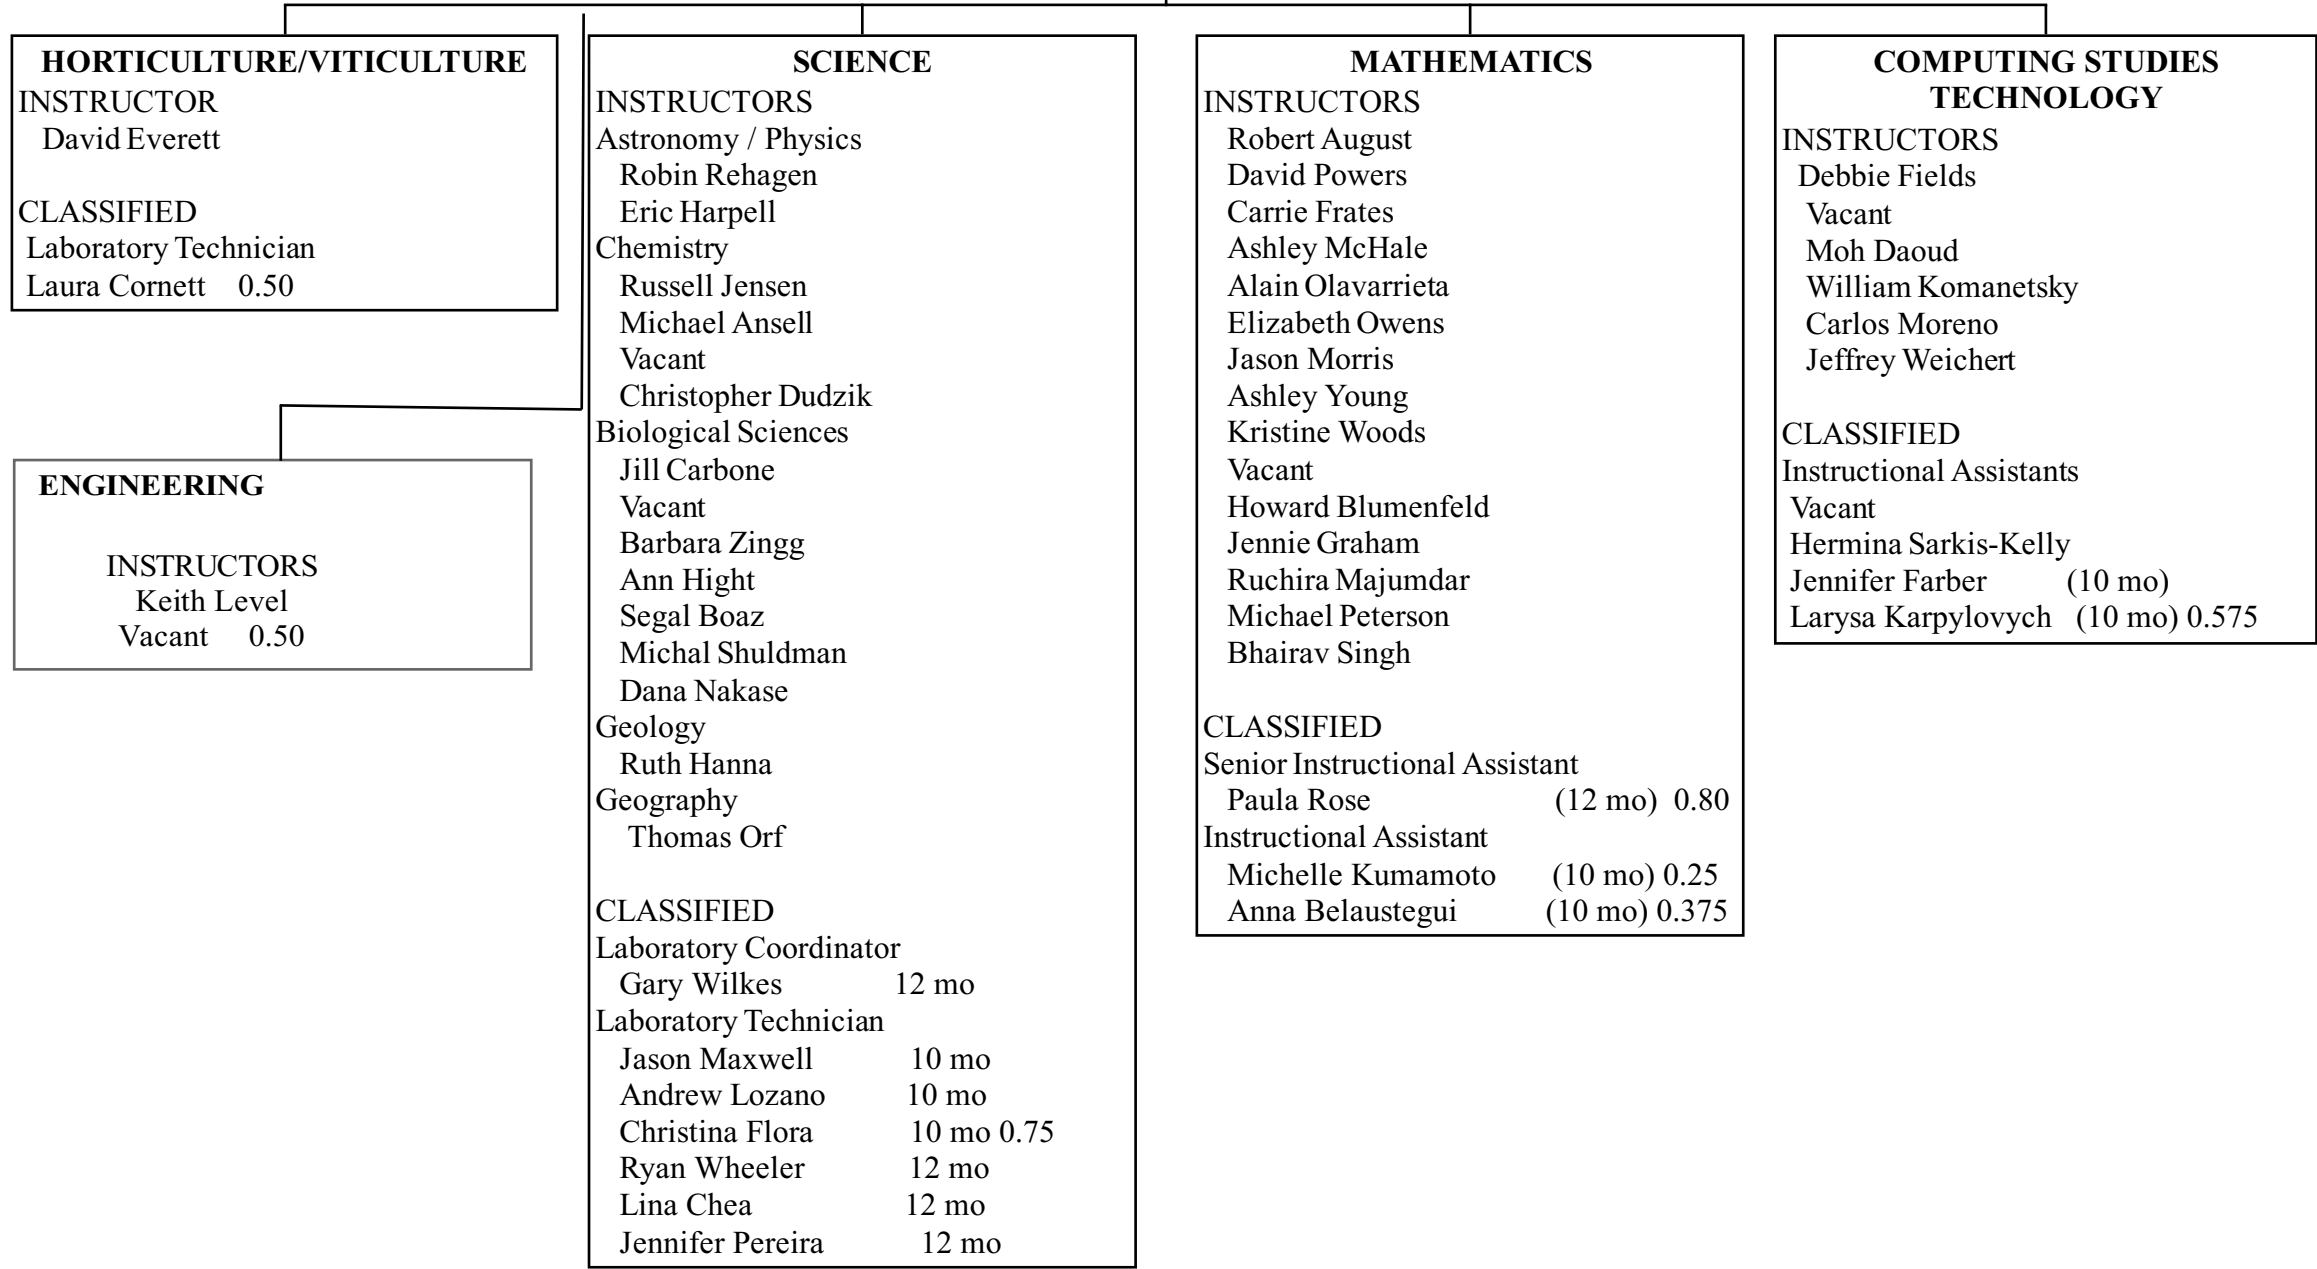 HORTICULTURE/VITICULTURE
INSTRUCTOR
David Everett
CLASSIFIED
Laboratory Technician
Laura Cornett 0.50
ENGINEERING
INSTRUCTORS
Keith Level
Vacant 0.50
SCIENCE
INSTRUCTORS
Astronomy / Physics
Robin Rehagen
Eric Harpell
Chemistry
Russell Jensen
Michael Ansell
Vacant
Christopher Dudzik
Biological Sciences
Jill Carbone
Vacant
Barbara Zingg
Ann Hight
Segal Boaz
Michal Shuldman
Dana Nakase
Geology
Ruth Hanna
Geography
Thomas Orf
CLASSIFIED
Laboratory Coordinator
Gary Wilkes 12 mo
Laboratory Technician
Jason Maxwell 10 mo
Andrew Lozano 10 mo
Christina Flora 10 mo 0.75
Ryan Wheeler 12 mo
Lina Chea 12 mo
Jennifer Pereira 12 mo
MATHEMATICS
INSTRUCTORS
Robert August
David Powers
Carrie Frates
Ashley McHale
Alain Olavarrieta
Elizabeth Owens
Jason Morris
Ashley Young
Kristine Woods
Vacant
Howard Blumenfeld
Jennie Graham
Ruchira Majumdar
Michael Peterson
Bhairav Singh
CLASSIFIED
Senior Instructional Assistant
Paula Rose (12 mo) 0.80
Instructional Assistant
Michelle Kumamoto (10 mo) 0.25
Anna Belaustegui (10 mo) 0.375
COMPUTING STUDIES
TECHNOLOGY
INSTRUCTORS
Debbie Fields
Vacant
Moh Daoud
William Komanetsky
Carlos Moreno
Jeffrey Weichert
CLASSIFIED
Instructional Assistants
Vacant
Hermina Sarkis-Kelly
Jennifer Farber (10 mo)
Larysa Karpylovych (10 mo) 0.575